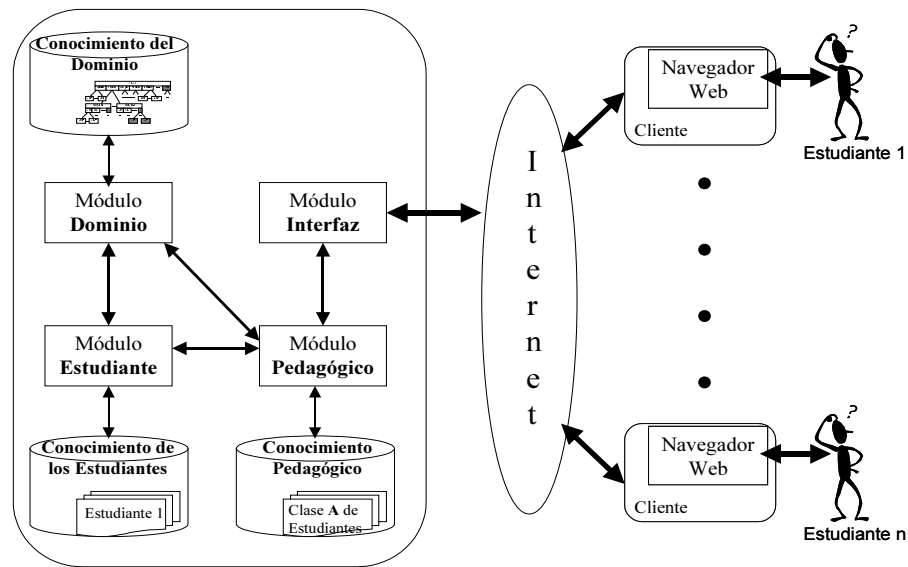 Conocimiento del
Dominio
Módulo
Dominio
Módulo
Interfaz
Módulo
Estudiante
Módulo
Pedagógico
Conocimiento de
los Estudiantes
Estudiante 1
Conocimiento
Pedagógico
Clase A de
Estudiantes
Internet
Navegador
Web
Cliente
?
Estudiante 1
Navegador
Web
Cliente
?
Estudiante n